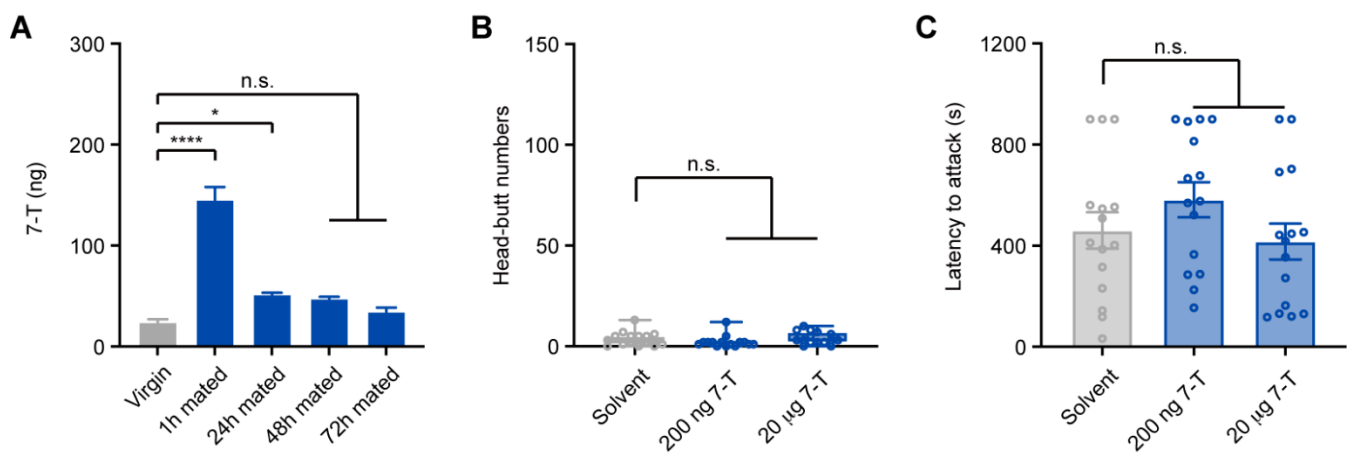 A
300
200
100
0
7-T (ng)
n.s.
*
****
Virgin
1h mated
24h mated
48h mated
72h mated
B
150
100
50
0
Head-butt numbers
n.s.
Solvent
200 ng 7-T
20 μg 7-T
C
1200
800
400
0
Latency to attack (s)
n.s.
Solvent
200 ng 7-T
20 μg 7-T